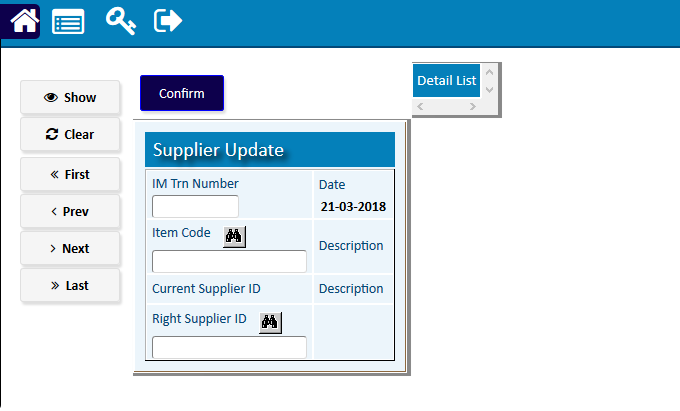 Show
Clear
First
Prev
Next
Last
Confirm
Detail List
Supplier Update
IM Trn Number
Date
21-03-2018
Item Code
Description
Current Supplier ID
Description
Right Supplier ID